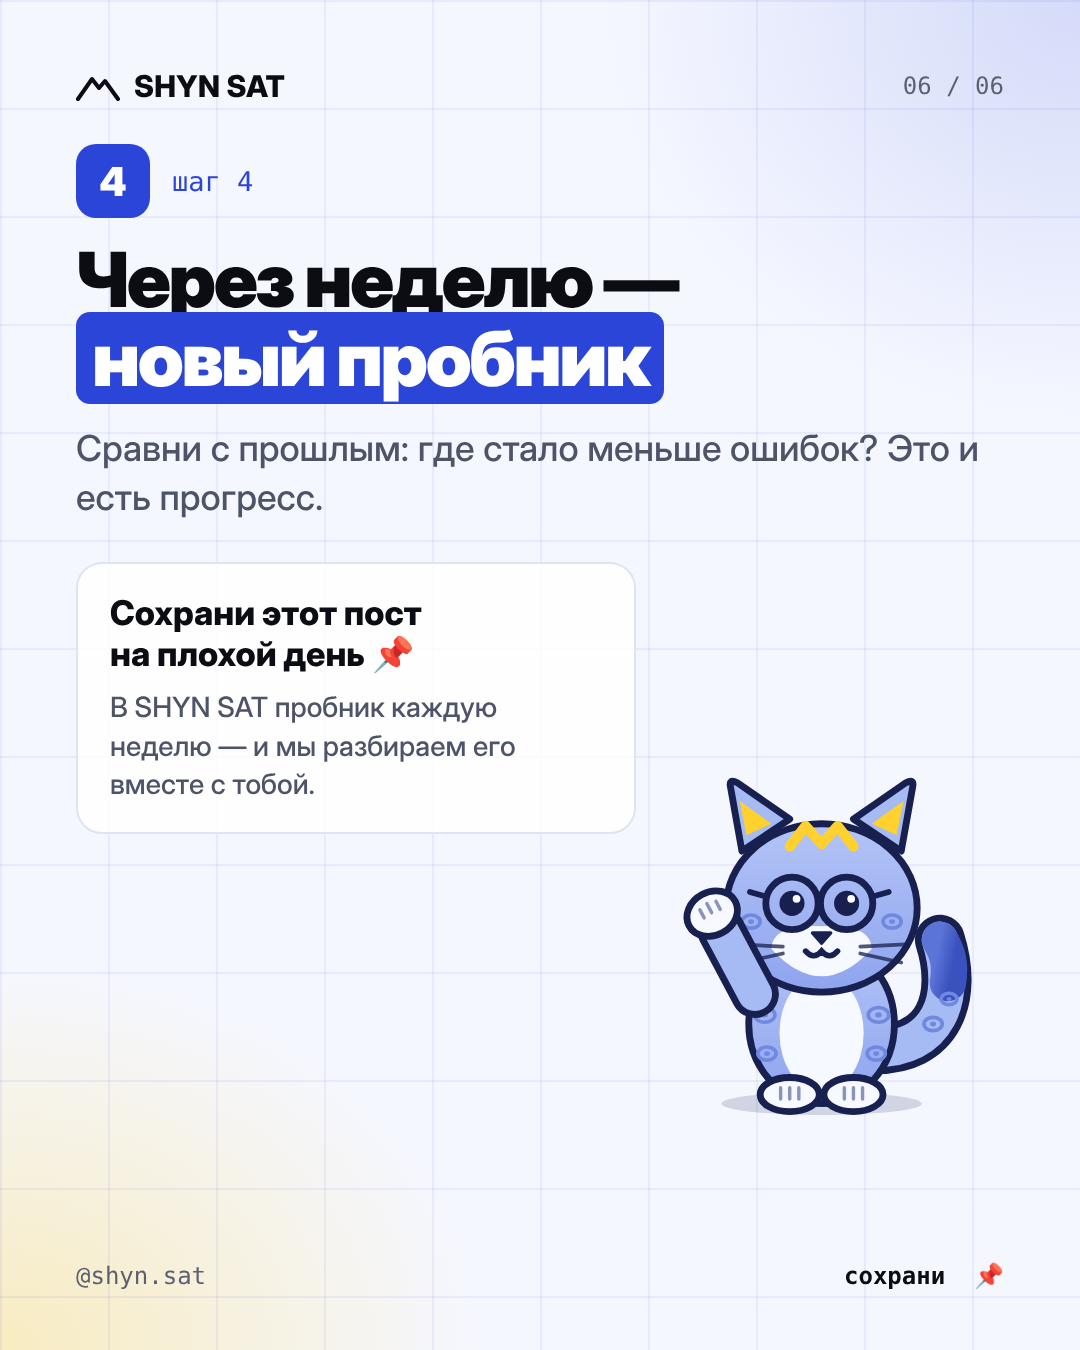 SHYN SAT
06 / 06
4
шаг 4
Через неделю —
новый пробник
Сравни с прошлым: где стало меньше ошибок? Это и
есть прогресс.
Сохрани этот пост
на плохой день 📌
В SHYN SAT пробник каждую
неделю — и мы разбираем его
вместе с тобой.
@shyn.sat
сохрани 📌